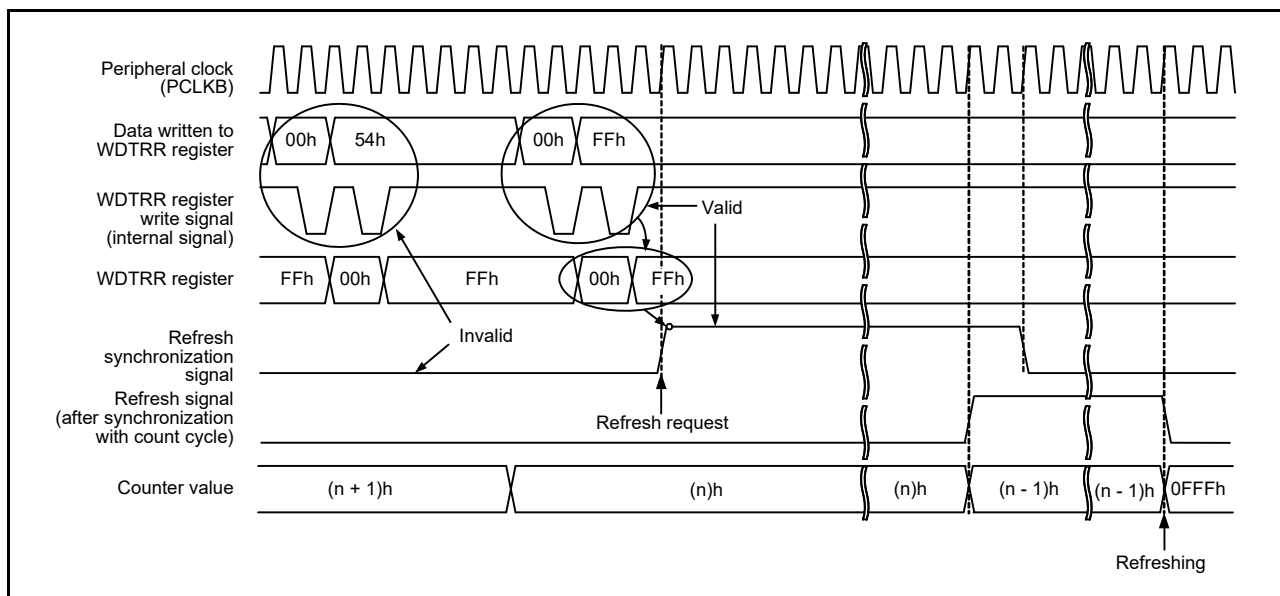 Peripheral clock
(PCLKB)
Data written to
WDTRR register
00h 54h 00h FFh
WDTRR register
write signal
(internal signal)
Valid
WDTRR register
FFh 00h FFh 00h FFh
Invalid
Refresh
synchronization
signal
Refresh request
Refresh signal
(after synchronization
with count cycle)
Counter value
(n + 1)h (n)h (n)h (n - 1)h (n - 1)h 0FFFh
Refreshing